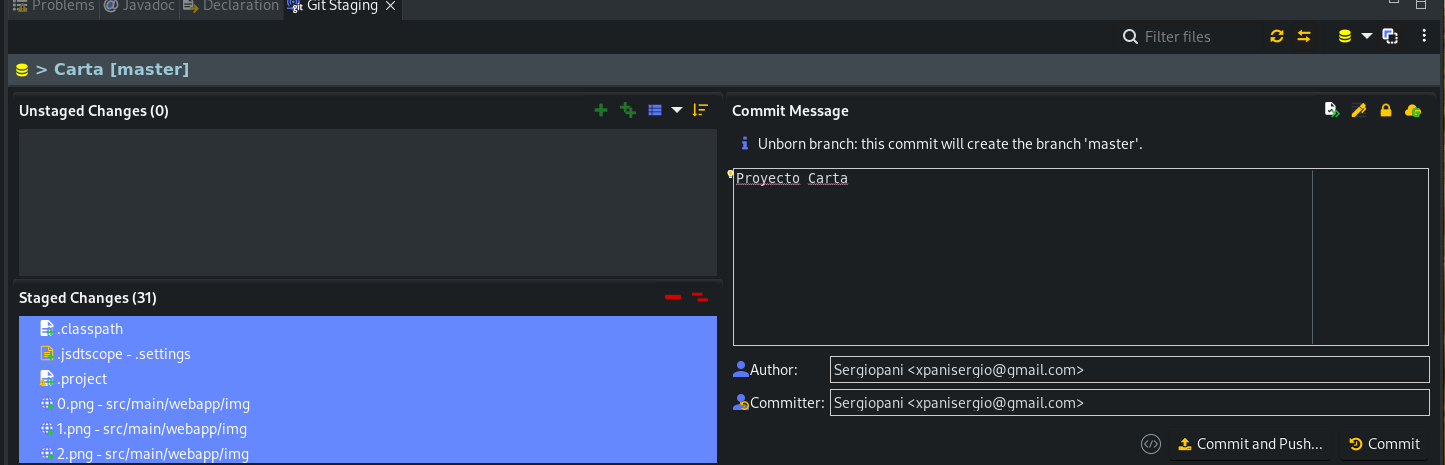 Problems @ Javadoc Declaration Git Staging
Filter files
> Carta [master]
Unstaged Changes (0)
Commit Message
Unborn branch: this commit will create the branch 'master'.
Proyecto Carta
Staged Changes (31)
.classpath
.jsdtscope - .settings
.project
0.png - src/main/webapp/img
1.png - src/main/webapp/img
2.png - src/main/webapp/img
Author: Sergiopani <xpanisergio@gmail.com>
Committer: Sergiopani <xpanisergio@gmail.com>
Commit and Push... Commit